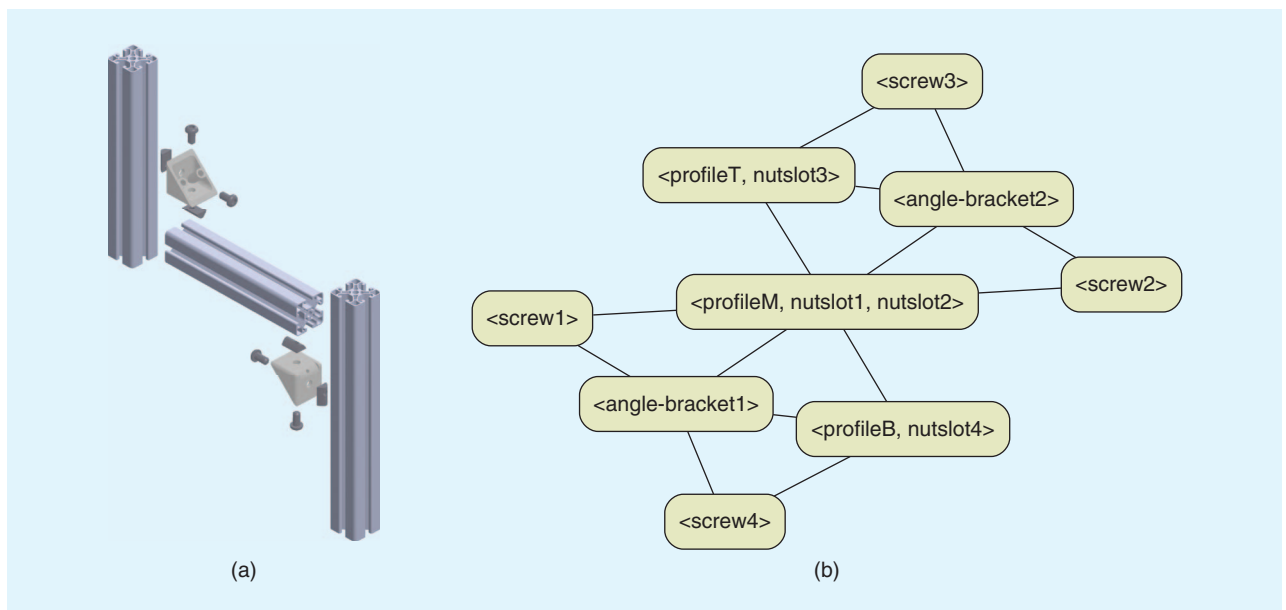 <screw3>
<profileT, nutslot3>
<angle-bracket2>
<screw2>
<profileM, nutslot1, nutslot2>
<screw1>
<angle-bracket1>
<profileB, nutslot4>
<screw4>
(a)
(b)